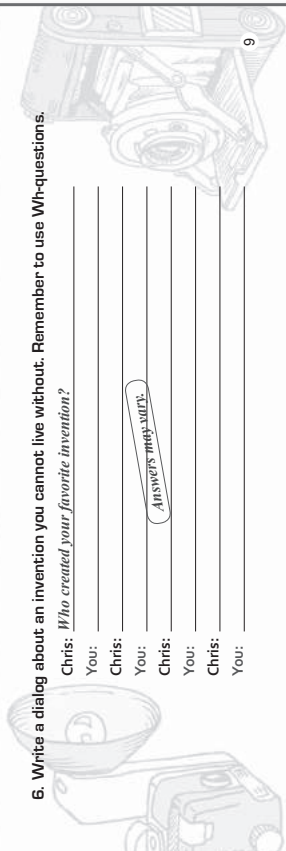 6. Write a dialog about an invention you cannot live without. Remember to use Wh-questions.
Chris: Who created your favorite invention?
You:
Chris:
You:
Answers may vary.
Chris:
You:
Chris:
You:
9